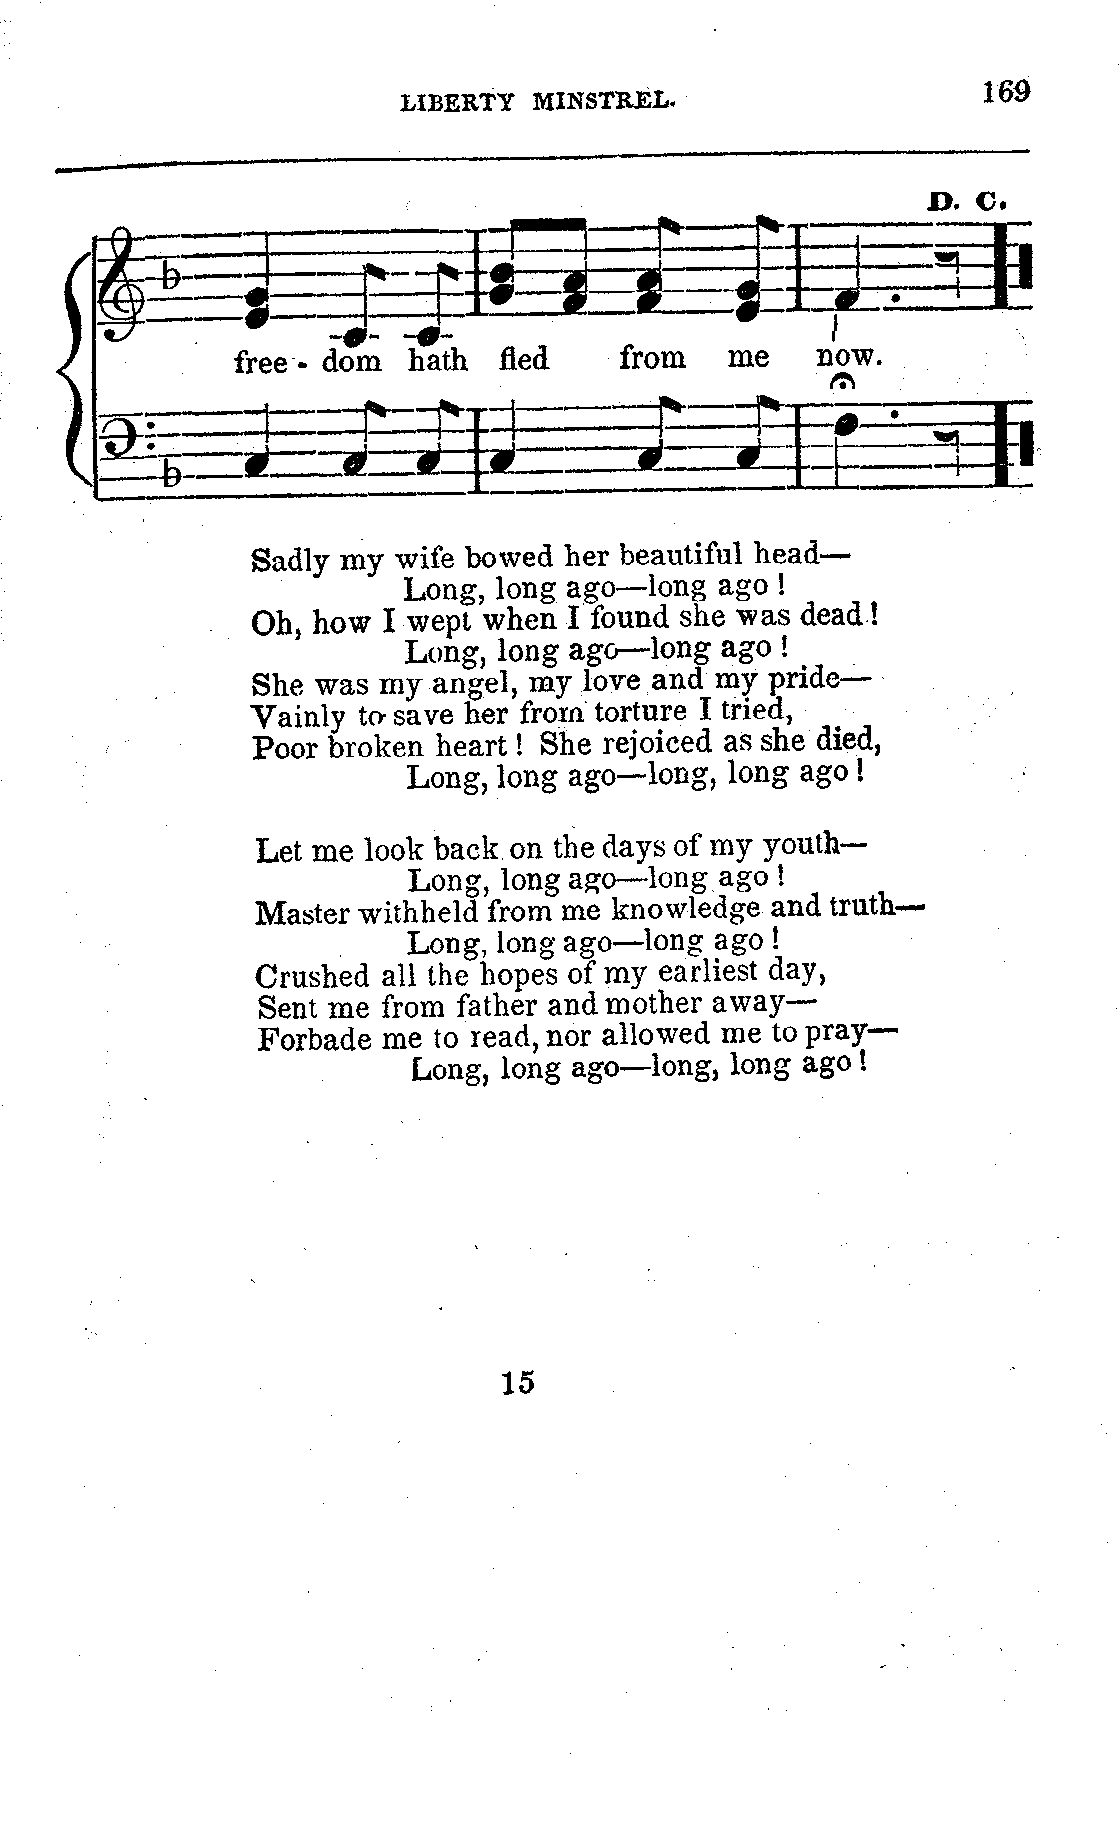 LIBERTY MINSTREL. 169
D. C.
free - dom hath fled from me now.
Sadly my wife bowed her beautiful head—
Long, long ago—long ago!
Oh, how I wept when I found she was dead!
Long, long ago—long ago!
She was my angel, my love and my pride—
Vainly to save her from torture I tried,
Poor broken heart! She rejoiced as she died,
Long, long ago—long, long ago!
Let me look back on the days of my youth—
Long, long ago—long ago!
Master withheld from me knowledge and truth—
Long, long ago—long ago!
Crushed all the hopes of my earliest day,
Sent me from father and mother away—
Forbade me to read, nor allowed me to pray—
Long, long ago—long, long ago!
15